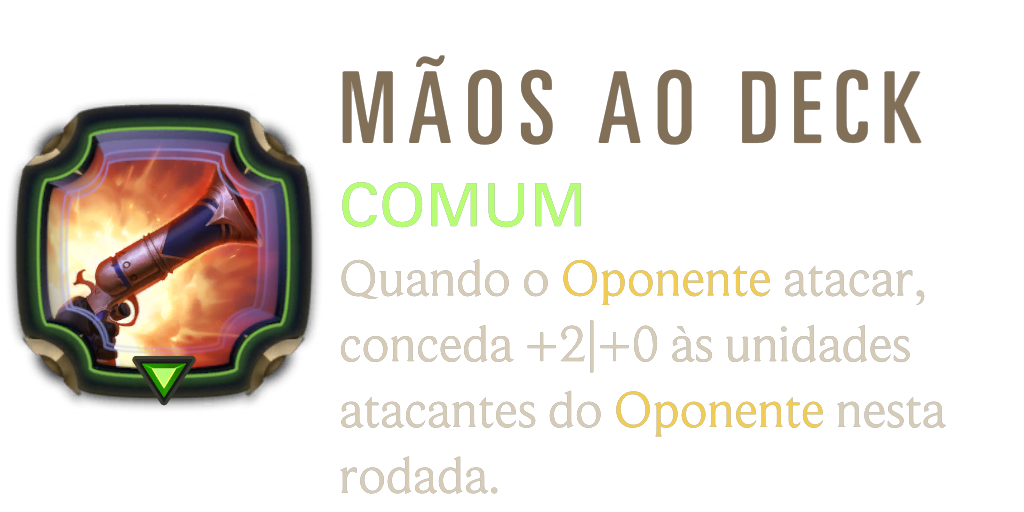 MÃOS AO DECK
COMUM
Quando o Oponente atacar,
conceda +2|+0 às unidades
atacantes do Oponente nesta
rodada.